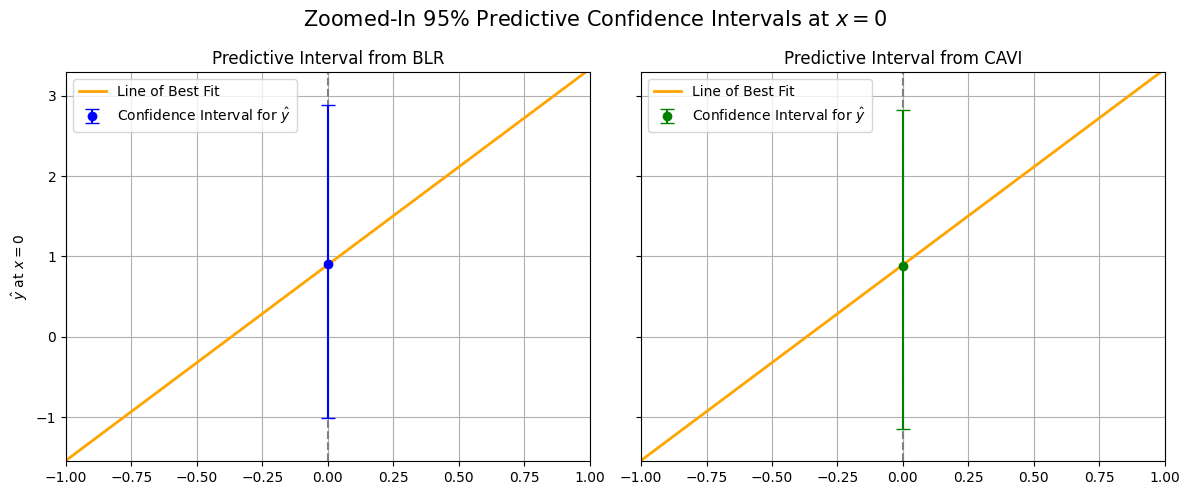 Zoomed-In 95% Predictive Confidence Intervals at x = 0
Predictive Interval from BLR
Line of Best Fit
Confidence Interval for ŷ
3
2
1
0
−1
ŷ at x = 0
−1.00 −0.75 −0.50 −0.25 0.00 0.25 0.50 0.75 1.00
Predictive Interval from CAVI
Line of Best Fit
Confidence Interval for ŷ
−1.00 −0.75 −0.50 −0.25 0.00 0.25 0.50 0.75 1.00